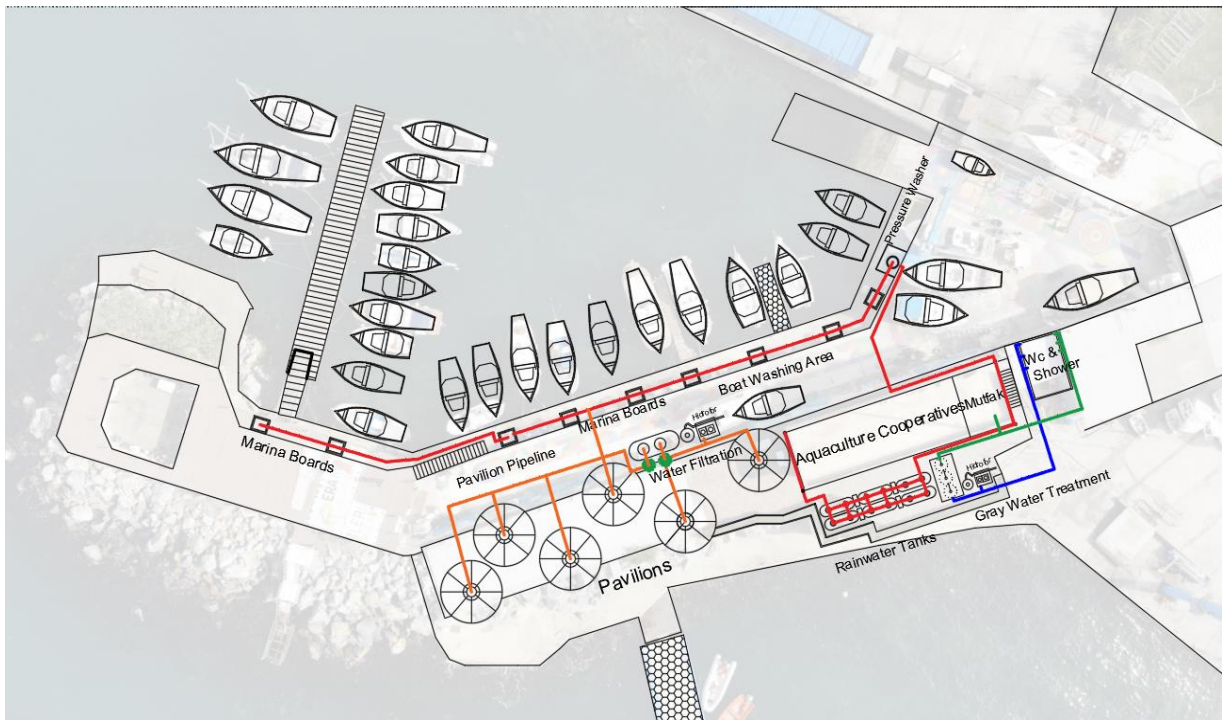 Pressure Washer
Wc &
Shower
Boat Washing Area
Marina Boards
Mutfak
Aquaculture Cooperatives
Hidrofor
Marina Boards
Pavilion Pipeline
Water Filtration
Hidrofor
Gray Water Treatment
Rainwater Tanks
Pavilions